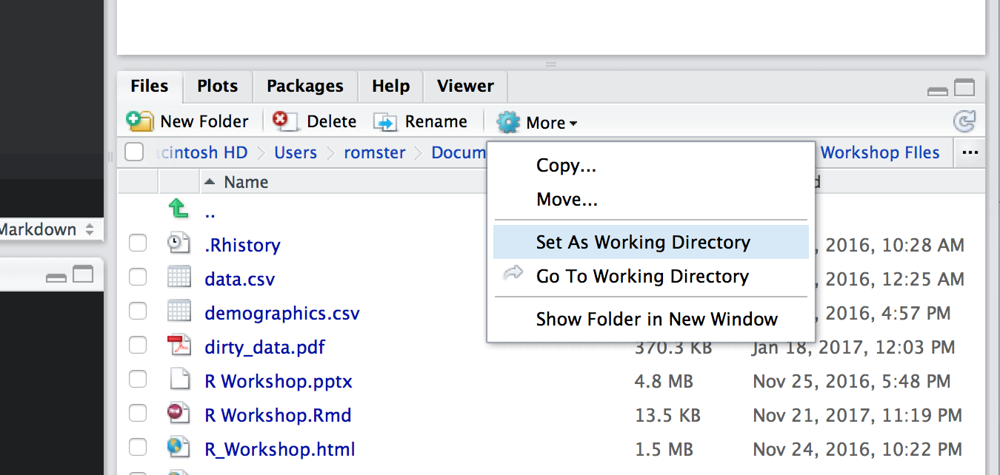 Files Plots Packages Help Viewer
New Folder Delete Rename More
Users romster Workshop FIles ...
HD
Name
Copy...
Move...
Set As Working Directory
Go To Working Directory
Show Folder in New Window
..
.Rhistory , 2016, 10:28 AM
data.csv , 2016, 12:25 AM
demographics.csv , 2016, 4:57 PM
dirty_data.pdf 370.3 KB Jan 18, 2017, 12:03 PM
R Workshop.pptx 4.8 MB Nov 25, 2016, 5:48 PM
R Workshop.Rmd 13.5 KB Nov 21, 2017, 11:19 PM
R_Workshop.html 1.5 MB Nov 24, 2016, 10:22 PM
Markdown